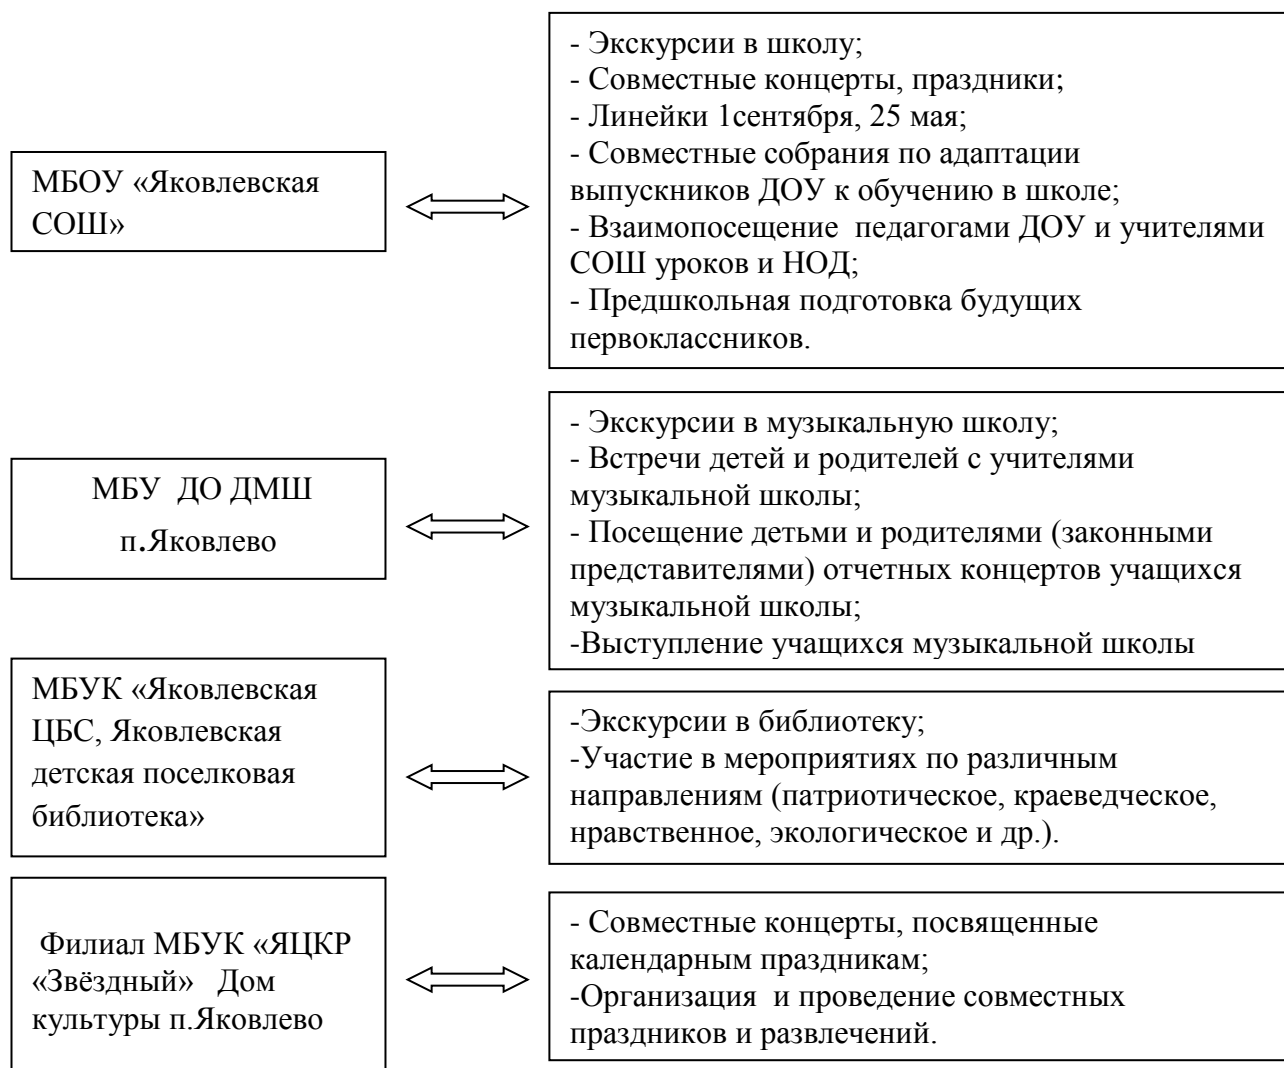 МБОУ «Яковлевская
СОШ»
- Экскурсии в школу;
- Совместные концерты, праздники;
- Линейки 1сентября, 25 мая;
- Совместные собрания по адаптации
выпускников ДОУ к обучению в школе;
- Взаимопосещение  педагогами ДОУ и учителями
СОШ уроков и НОД;
- Предшкольная подготовка будущих
первоклассников.
МБУ  ДО ДМШ
п.Яковлево
- Экскурсии в музыкальную школу;
- Встречи детей и родителей с учителями
музыкальной школы;
- Посещение детьми и родителями (законными
представителями) отчетных концертов учащихся
музыкальной школы;
-Выступление учащихся музыкальной школы
МБУК «Яковлевская
ЦБС, Яковлевская
детская поселковая
библиотека»
-Экскурсии в библиотеку;
-Участие в мероприятиях по различным
направлениям (патриотическое, краеведческое,
нравственное, экологическое и др.).
Филиал МБУК «ЯЦКР
«Звёздный»   Дом
культуры п.Яковлево
- Совместные концерты, посвященные
календарным праздникам;
-Организация  и проведение совместных
праздников и развлечений.